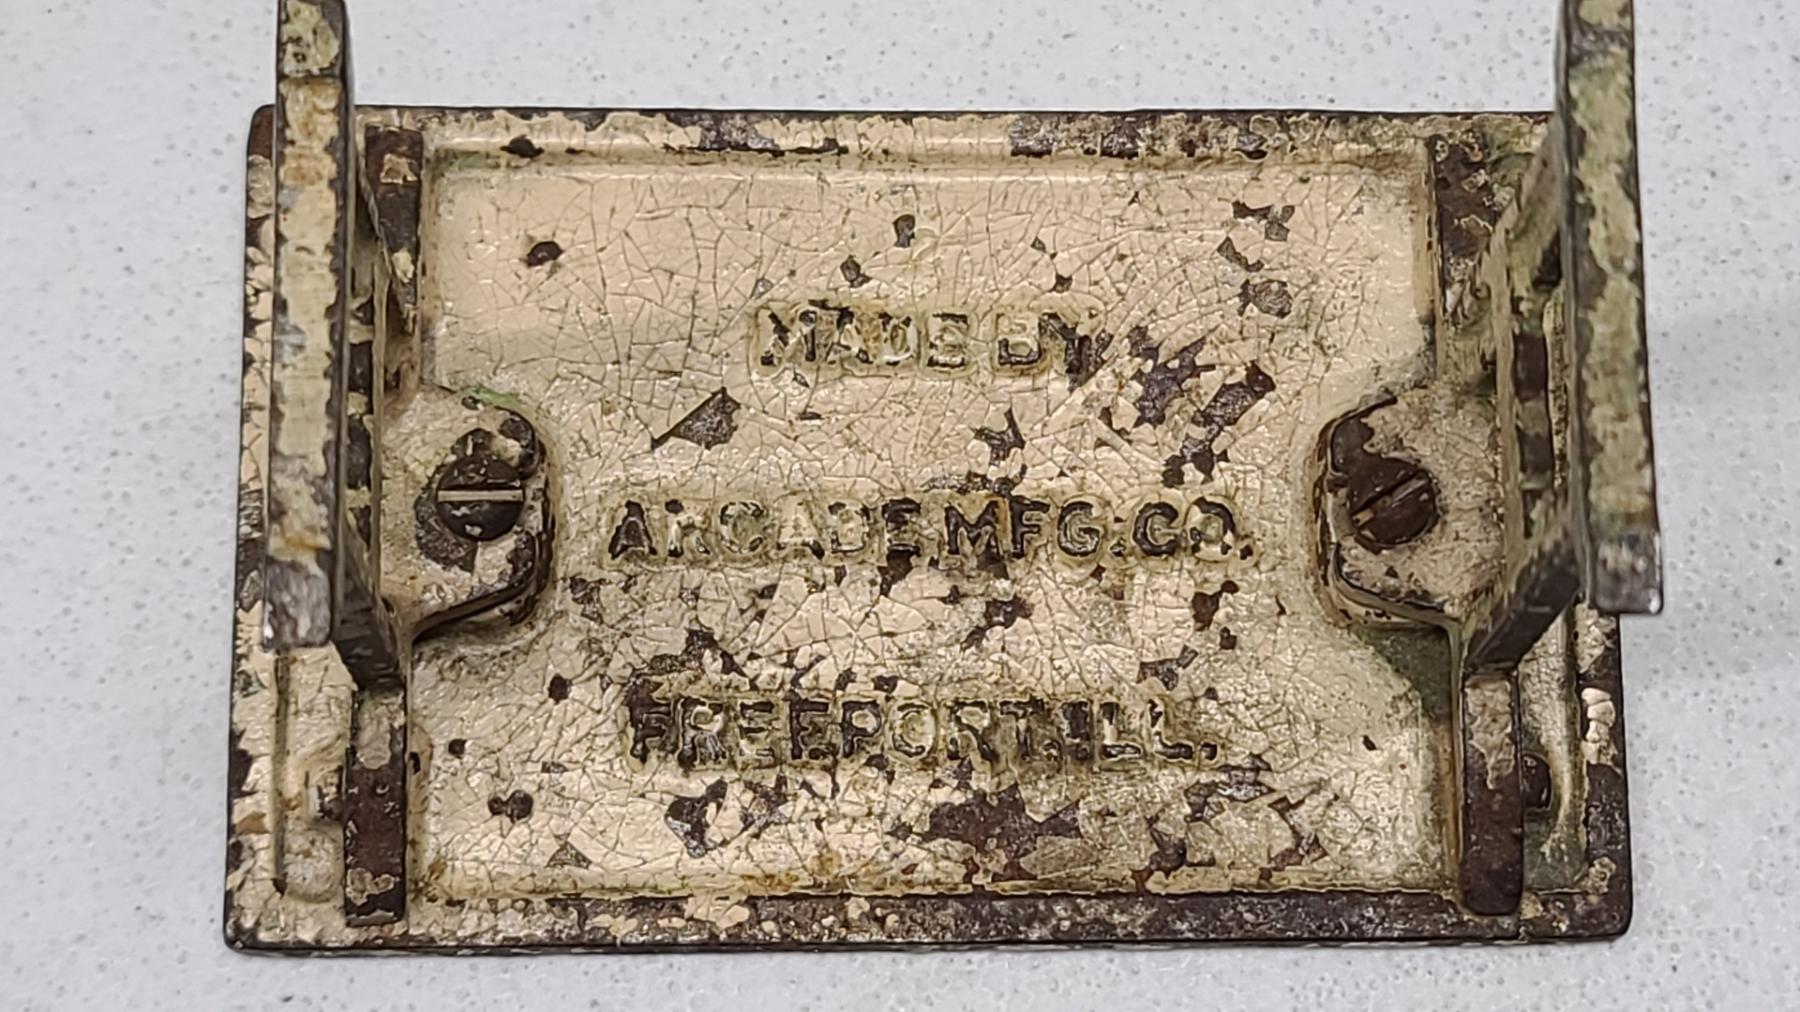 MADE BY
ARCADE MFG. CO.
FREEPORT, ILL.